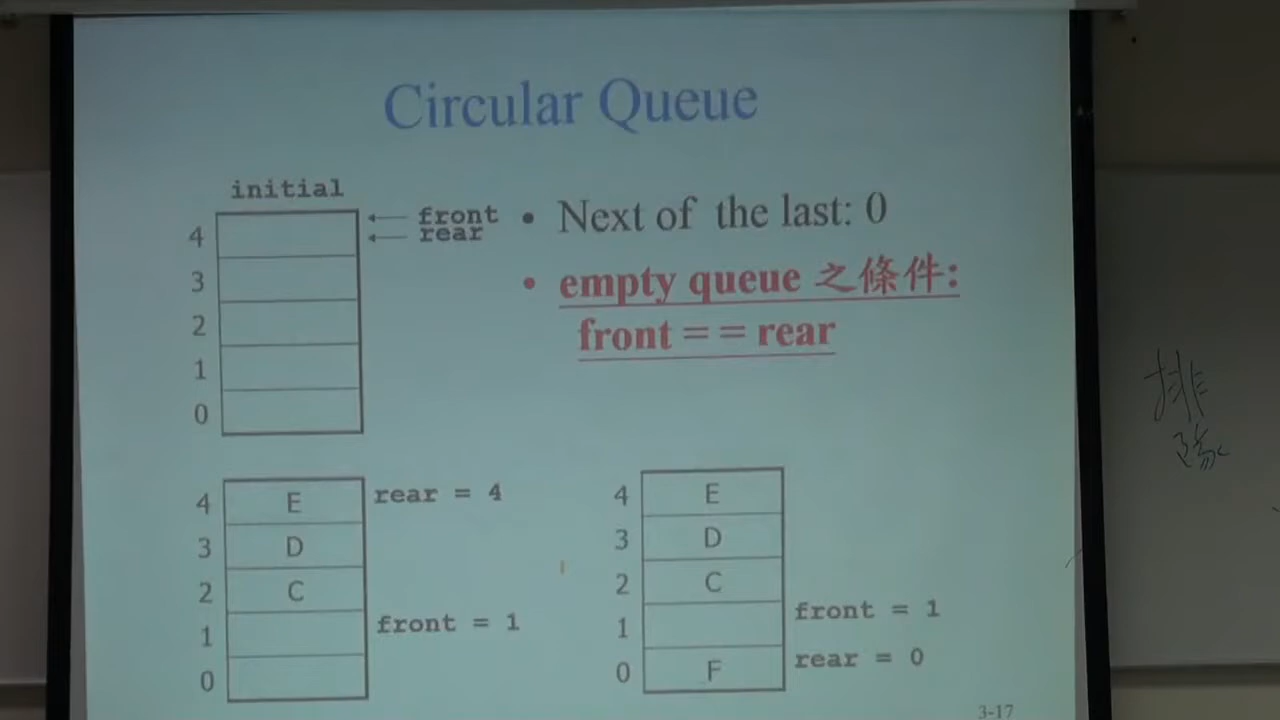 Circular Queue
initial
front
rear
4
3
2
1
0
• Next of the last: 0
• empty queue 之條件:
front = = rear
4 E rear = 4
3 D
2 C
1 front = 1
0
4 E
3 D
2 C
1 front = 1
0 F rear = 0
3-17
排
隊